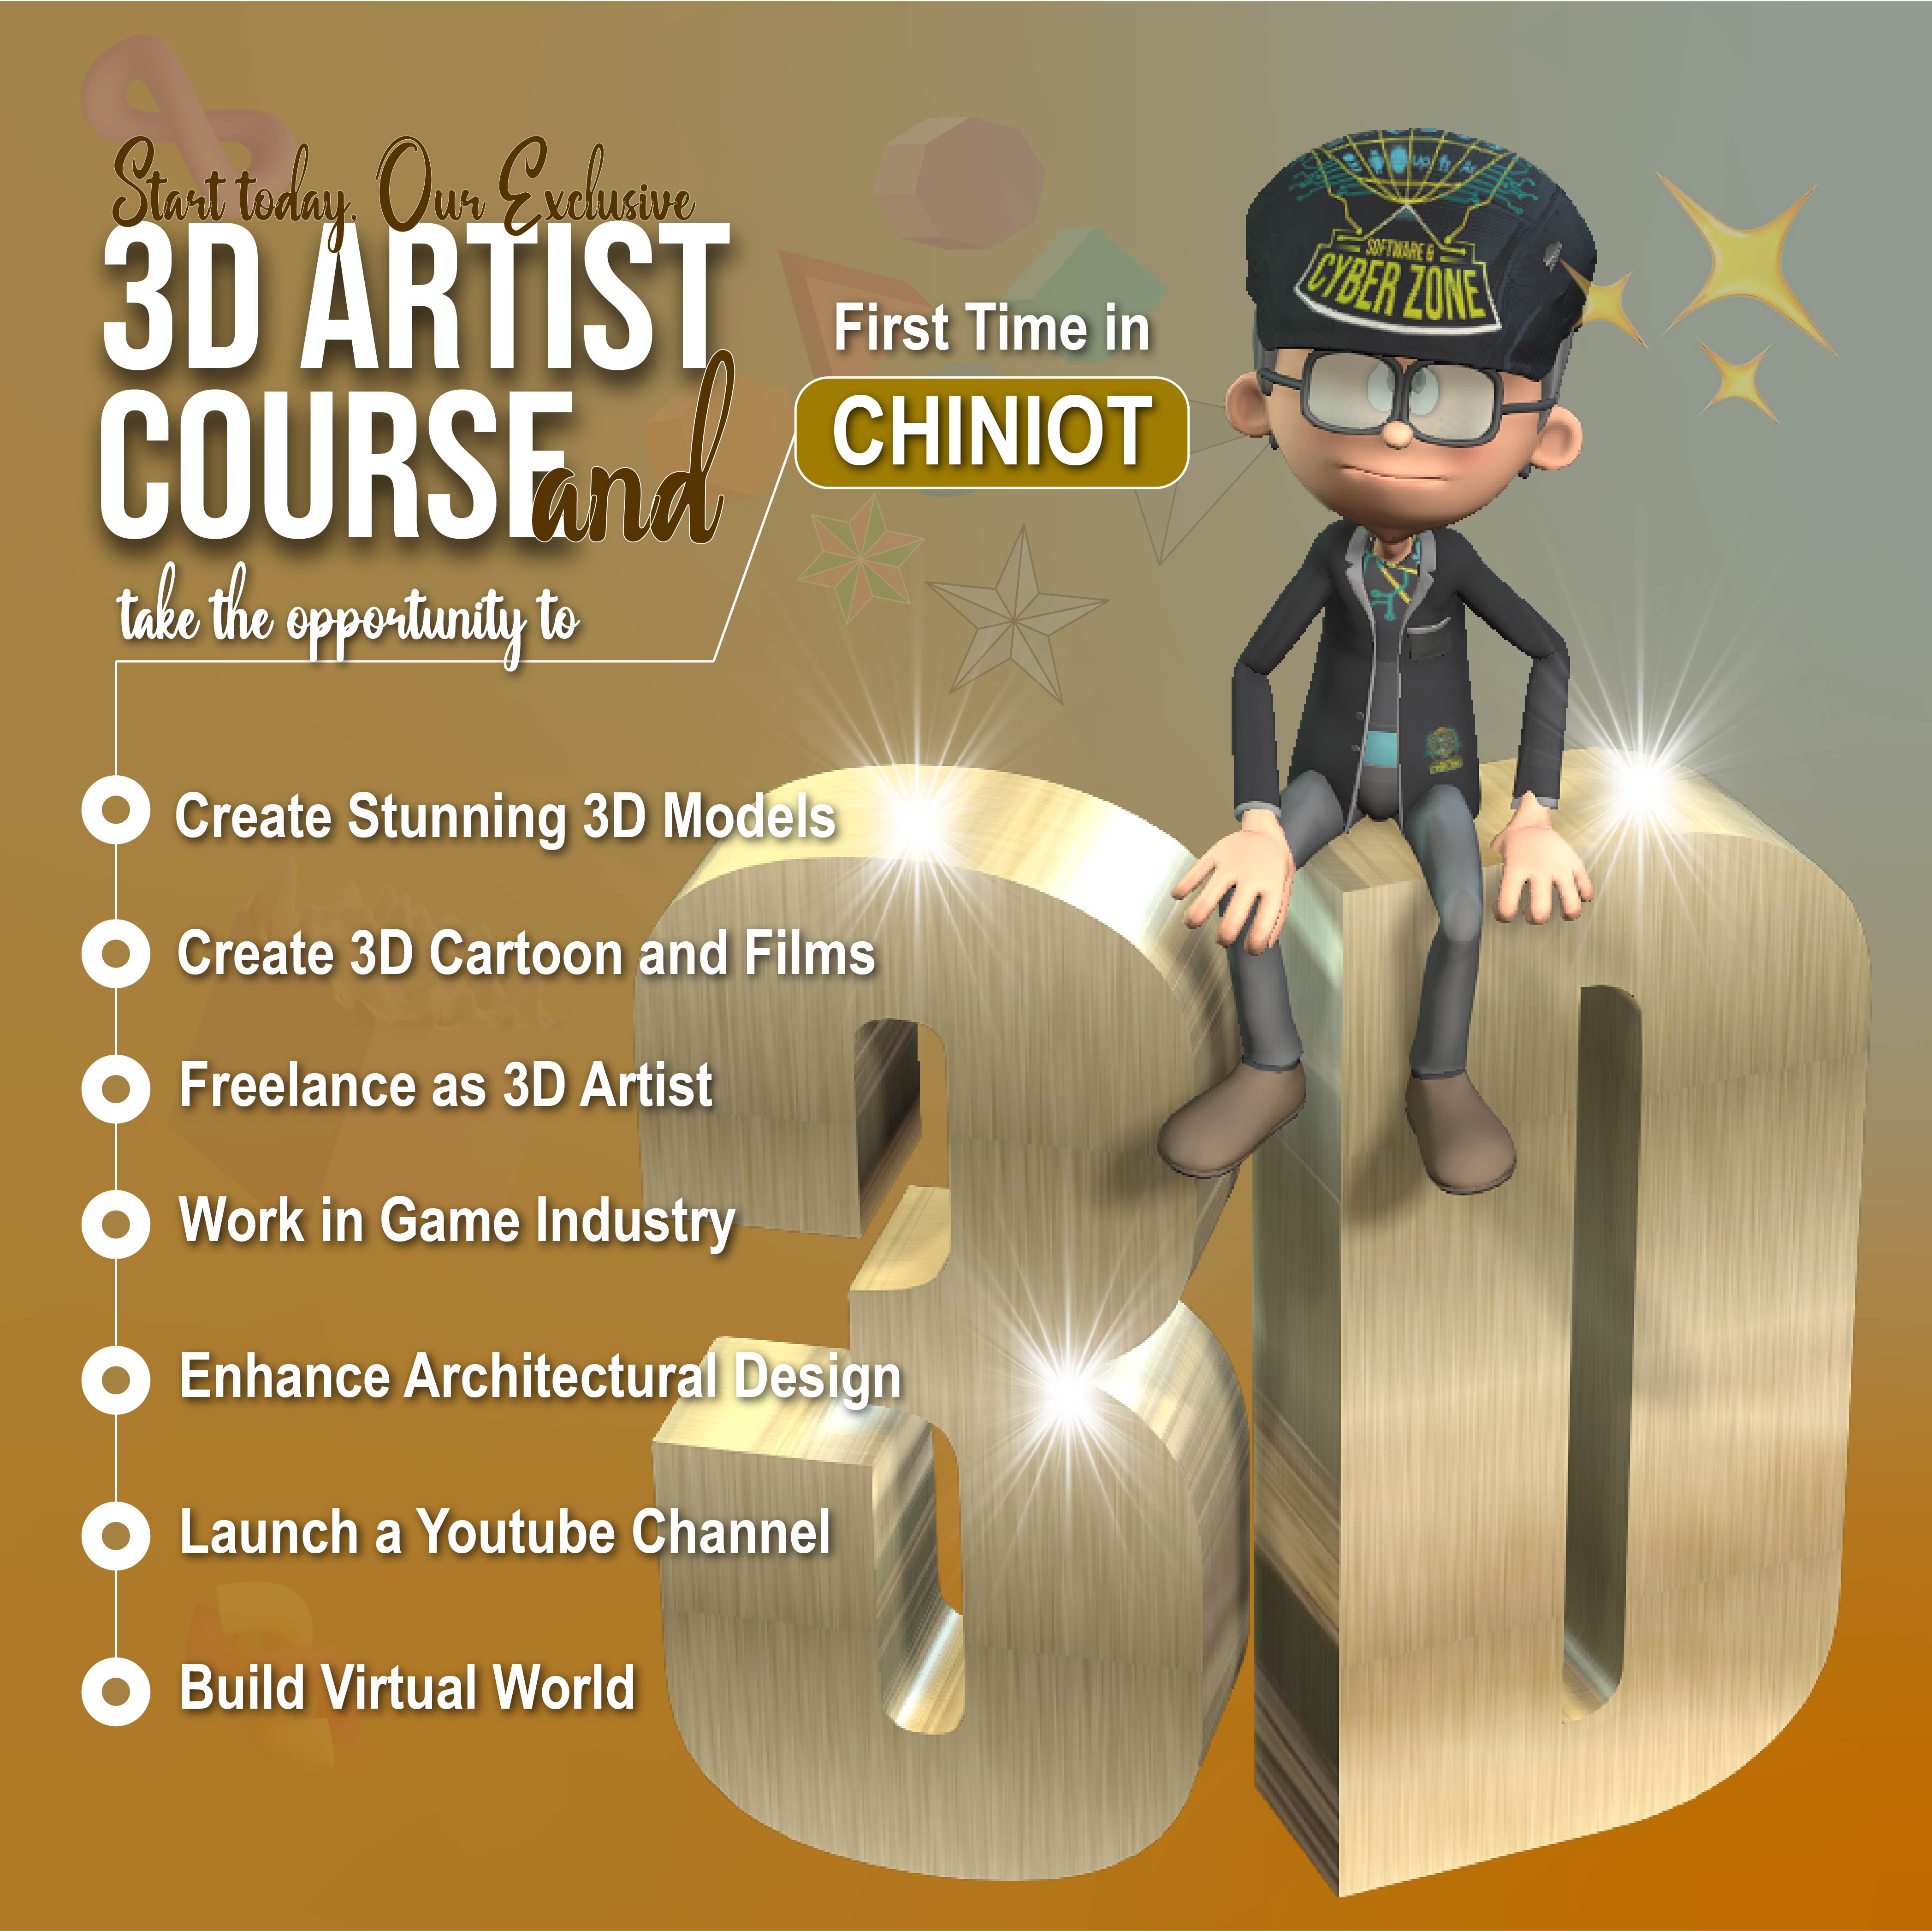 Start today, Our Exclusive
3D ARTIST
COURSE and
take the opportunity to
First Time in
CHINIOT
SOFTWARE &
CYBER ZONE
Create Stunning 3D Models
Create 3D Cartoon and Films
Freelance as 3D Artist
Work in Game Industry
Enhance Architectural Design
Launch a Youtube Channel
Build Virtual World